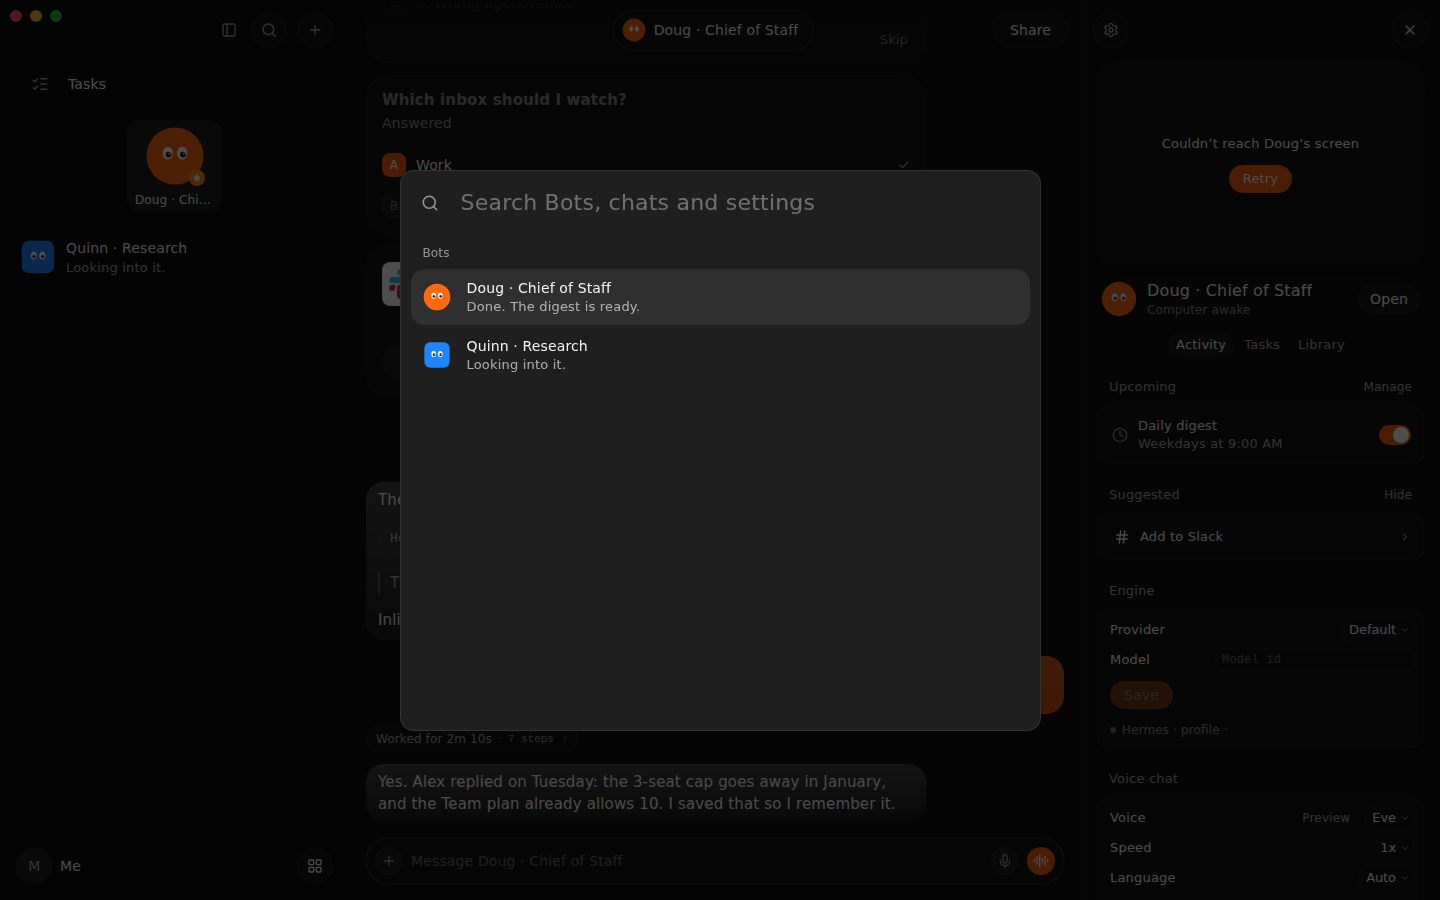 3. Wrong agent remix
Doug · Chief of Staff
Skip
Share
Tasks
Doug · Chi...
Quinn · Research
Looking into it.
M Me
Which inbox should I watch?
Answered
A Work
B
Search Bots, chats and settings
Bots
Doug · Chief of Staff
Done. The digest is ready.
Quinn · Research
Looking into it.
Worked for 2m 10s · 7 steps
Yes. Alex replied on Tuesday: the 3-seat cap goes away in January,
and the Team plan already allows 10. I saved that so I remember it.
Message Doug · Chief of Staff
Couldn’t reach Doug’s screen
Retry
Doug · Chief of Staff
Computer awake
Open
Activity Tasks Library
Upcoming Manage
Daily digest
Weekdays at 9:00 AM
Suggested Hide
Add to Slack
Engine
Provider Default
Model Model id
Save
Hermes · profile ·
Voice chat
Voice Preview Eve
Speed 1x
Language Auto